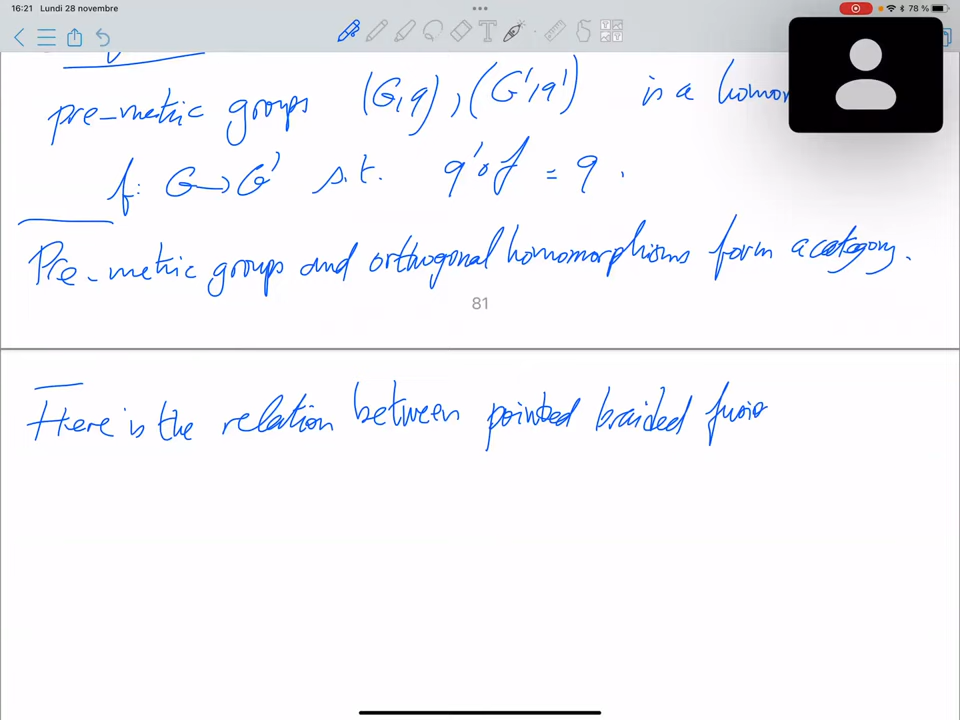 16:21 Lundi 28 novembre 78 %
pre-metric groups (G,q), (G',q') is a homom
f: G→G' s.t. q'∘f = q.
Pre-metric groups and orthogonal homomorphisms form a category.
81
Here is the relation between pointed braided fusio